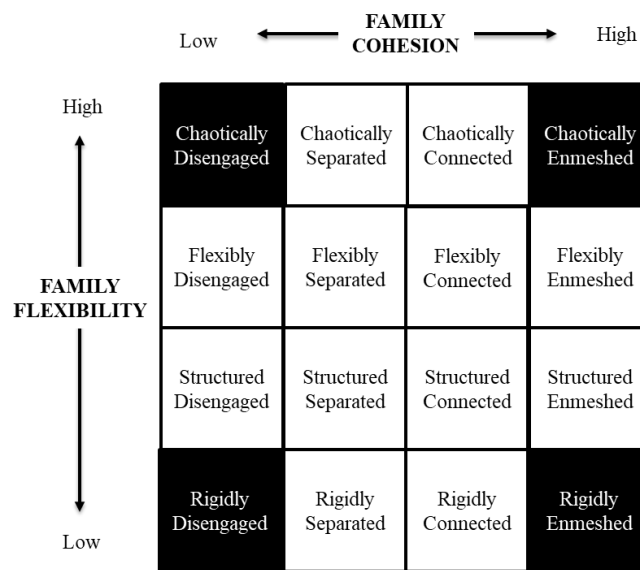 FAMILY
COHESION
Low
High
High
FAMILY
FLEXIBILITY
Low
Chaotically
Disengaged
Chaotically
Separated
Chaotically
Connected
Chaotically
Enmeshed
Flexibly
Disengaged
Flexibly
Separated
Flexibly
Connected
Flexibly
Enmeshed
Structured
Disengaged
Structured
Separated
Structured
Connected
Structured
Enmeshed
Rigidly
Disengaged
Rigidly
Separated
Rigidly
Connected
Rigidly
Enmeshed